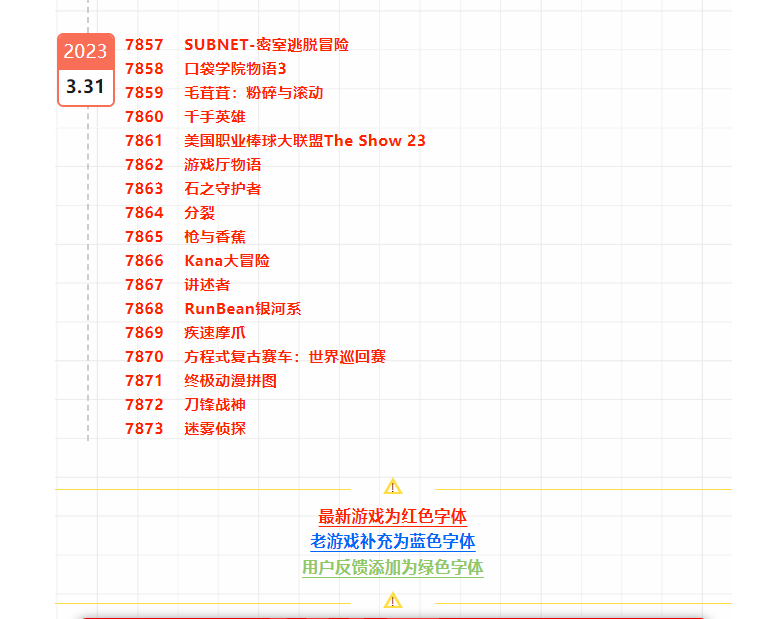 2023
3.31
7857 SUBNET-密室逃脱冒险
7858 口袋学院物语3
7859 毛茸茸：粉碎与滚动
7860 千手英雄
7861 美国职业棒球大联盟The Show 23
7862 游戏厅物语
7863 石之守护者
7864 分裂
7865 枪与香蕉
7866 Kana大冒险
7867 讲述者
7868 RunBean银河系
7869 疾速摩爪
7870 方程式复古赛车：世界巡回赛
7871 终极动漫拼图
7872 刀锋战神
7873 迷雾侦探
最新游戏为红色字体
老游戏补充为蓝色字体
用户反馈添加为绿色字体